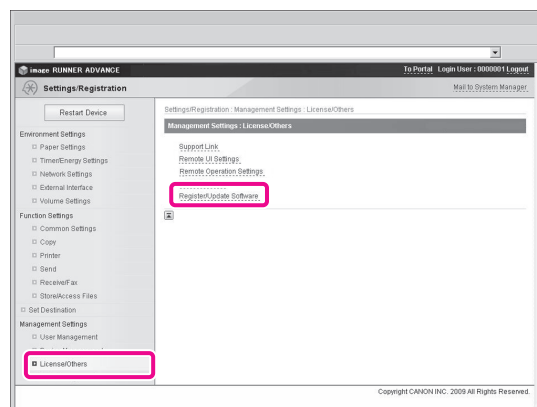 image RUNNER ADVANCE
To Portal Login User : 0000001 Logout
Settings/Registration
Mail to System Manager
Restart Device
Settings/Registration : Management Settings : License/Others
Management Settings : License/Others
Environment Settings
Paper Settings
Timer/Energy Settings
Network Settings
External Interface
Volume Settings
Function Settings
Common Settings
Copy
Printer
Send
Receive/Fax
Store/Access Files
Set Destination
Management Settings
User Management
License/Others
Support Link
Remote UI Settings
Remote Operation Settings
Register/Update Software
Copyright CANON INC. 2009 All Rights Reserved.